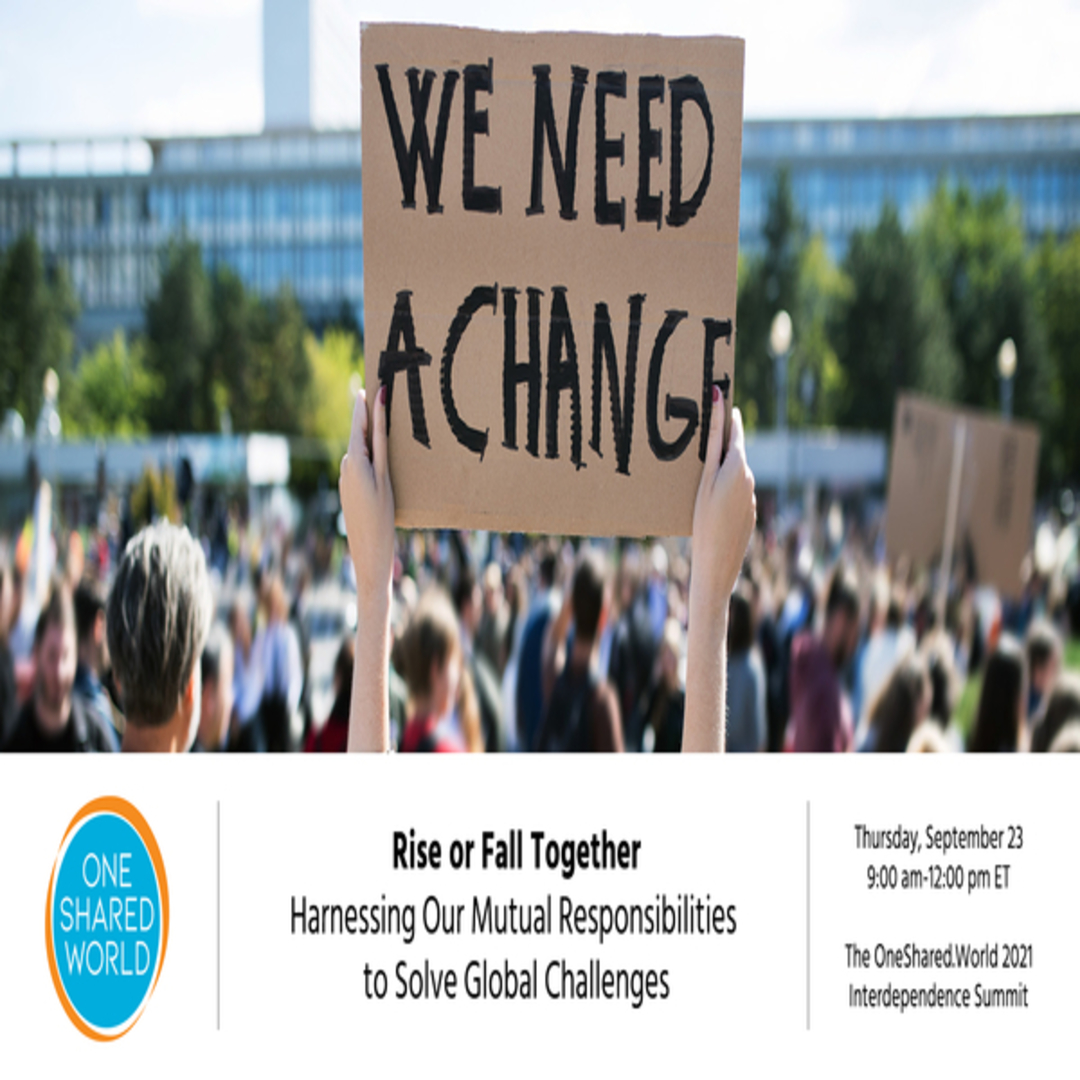 WE NEED
A CHANGE
ONE
SHARED
WORLD
Rise or Fall Together
Harnessing Our Mutual Responsibilities
to Solve Global Challenges
Thursday, September 23
9:00 am-12:00 pm ET
The OneShared.World 2021
Interdependence Summit